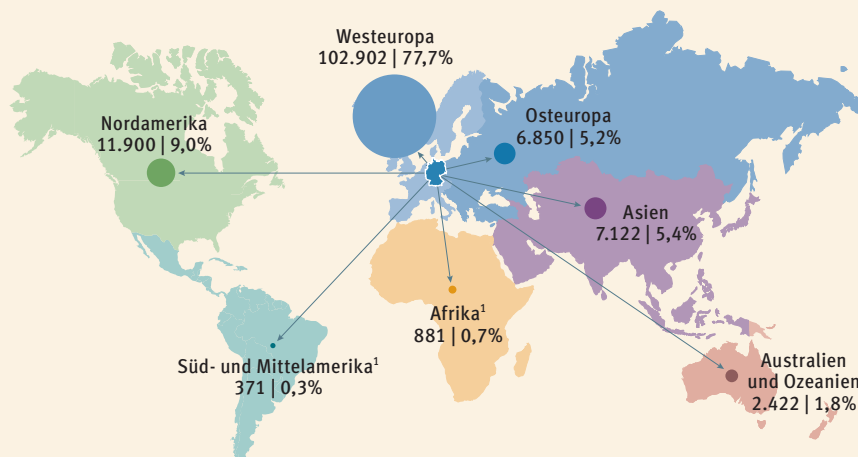 Westeuropa
102.902 | 77,7%
Nordamerika
11.900 | 9,0%
Osteuropa
6.850 | 5,2%
Asien
7.122 | 5,4%
Afrika¹
881 | 0,7%
Süd- und Mittelamerika¹
371 | 0,3%
Australien
und Ozeanien
2.422 | 1,8%